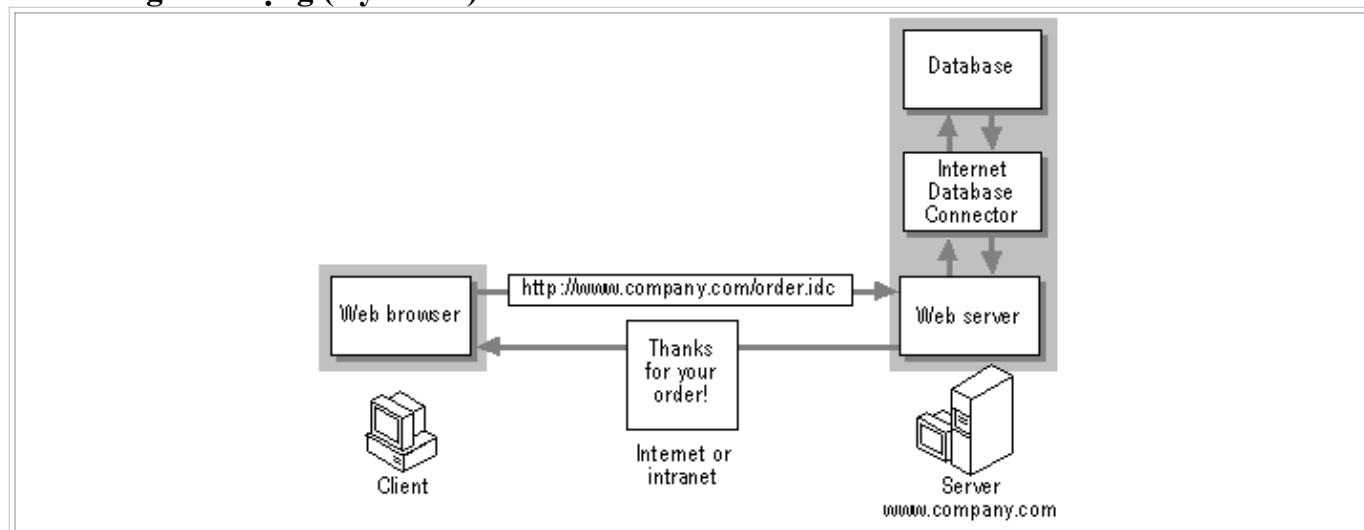 Database
Internet
Database
Connector
http://www.company.com/order.idc
Web browser
Web server
Thanks
for your
order!
Internet or
intranet
Client
Server
www.company.com